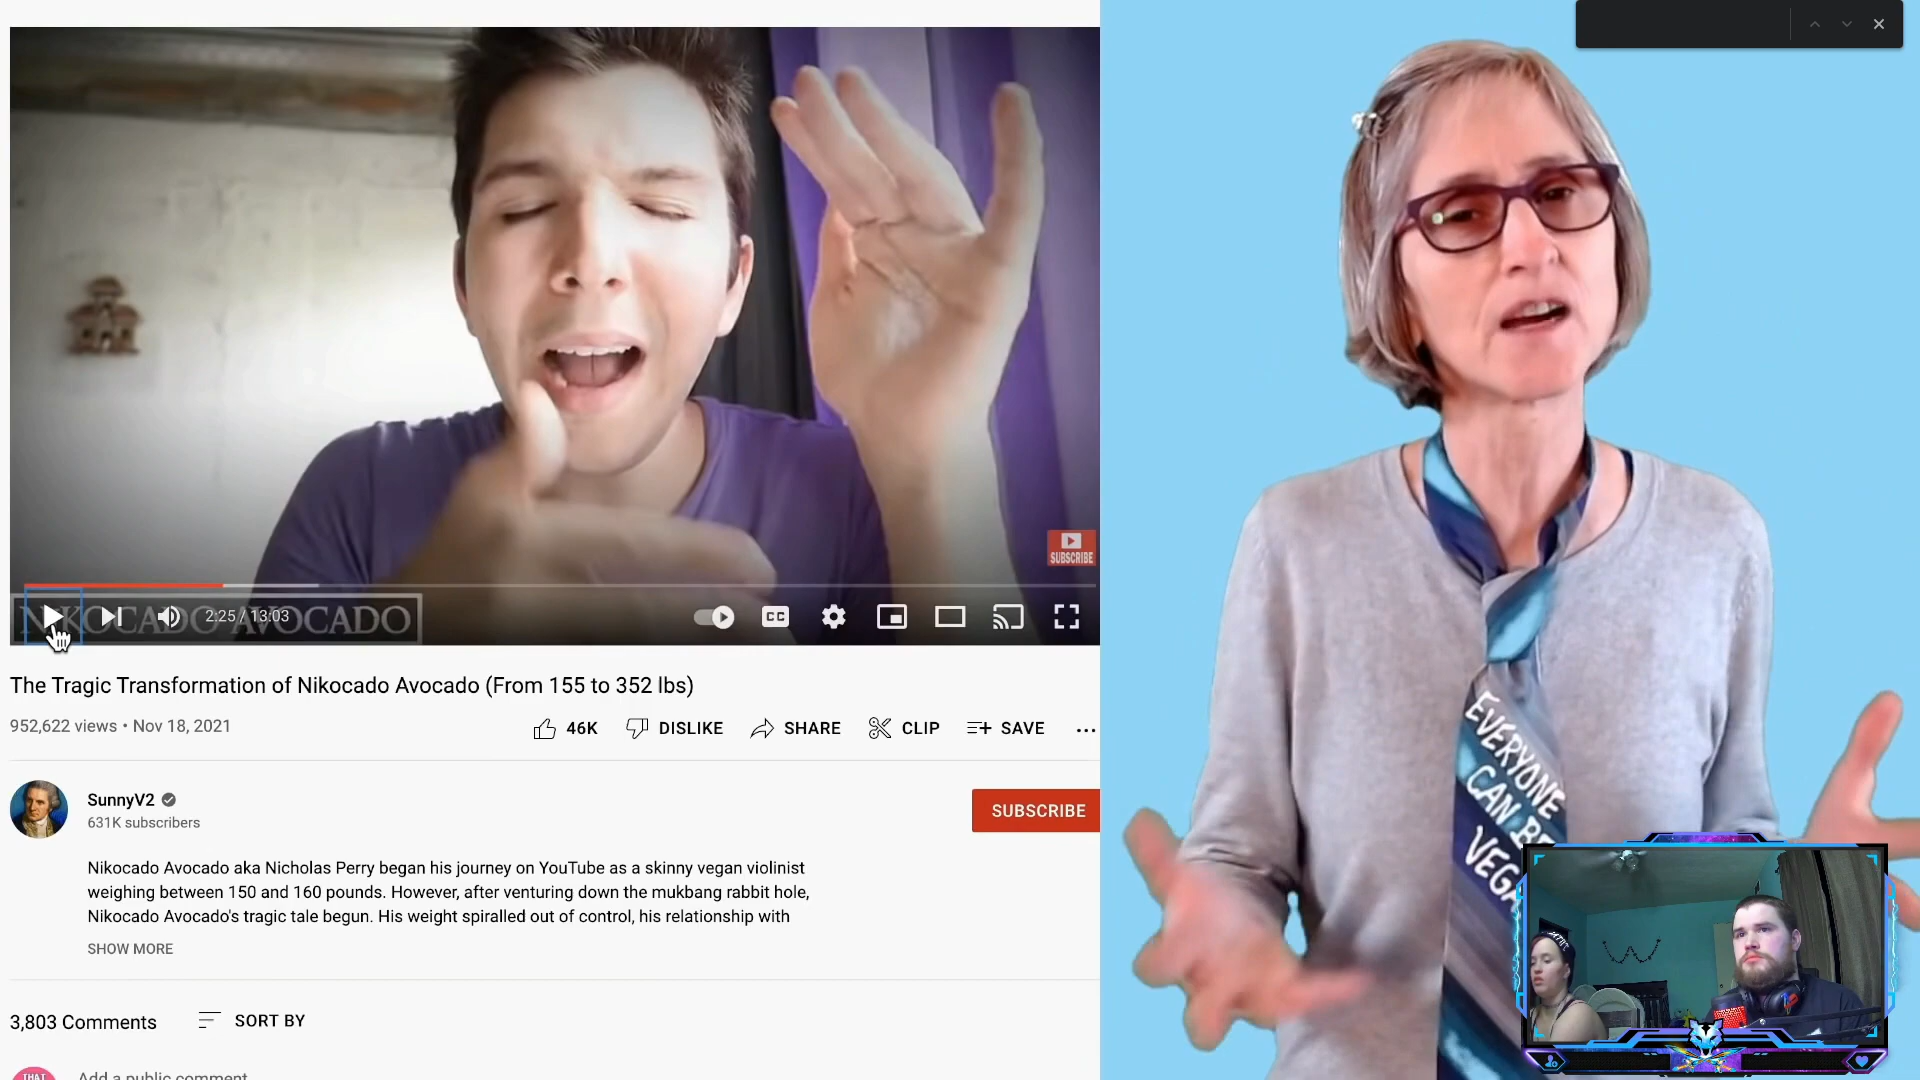 SUBSCRIBE
NIKOCADO AVOCADO
2:25 / 13:03
CC
The Tragic Transformation of Nikocado Avocado (From 155 to 352 lbs)
952,622 views • Nov 18, 2021
46K
DISLIKE
SHARE
CLIP
SAVE
SunnyV2
631K subscribers
SUBSCRIBE
Nikocado Avocado aka Nicholas Perry began his journey on YouTube as a skinny vegan violinist
weighing between 150 and 160 pounds. However, after venturing down the mukbang rabbit hole,
Nikocado Avocado's tragic tale begun. His weight spiralled out of control, his relationship with
SHOW MORE
3,803 Comments
SORT BY
THAT
Add a public comment
EVERYONE
CAN BE
VEGA